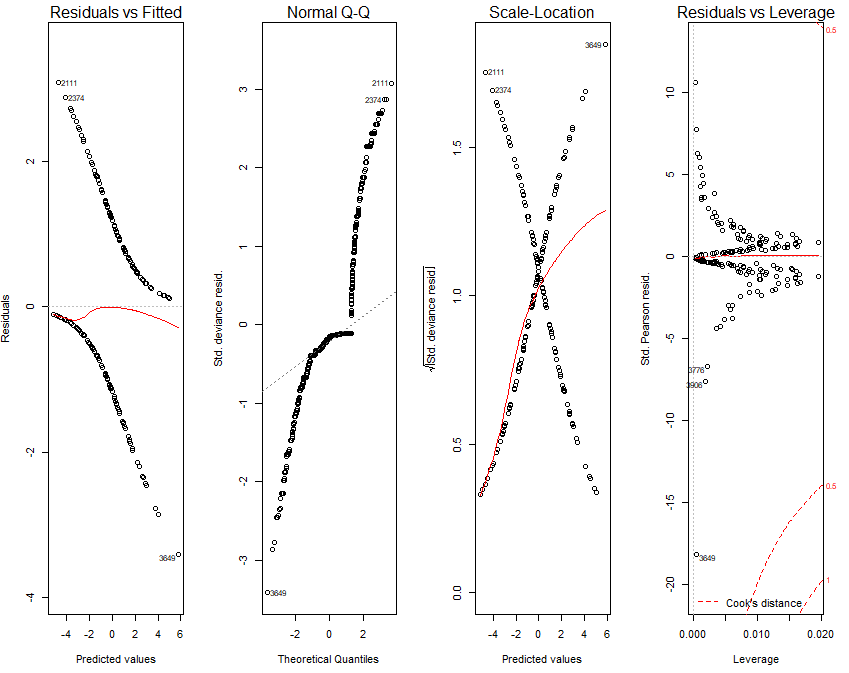 Residuals vs Fitted
Residuals
2
0
-2
-4
2111
2374
3649
-4 -2 0 2 4 6
Predicted values
Normal Q-Q
Std. deviance resid.
3
2
1
0
-1
-2
-3
2111
2374
3649
-2 0 2
Theoretical Quantiles
Scale-Location
√|Std. deviance resid.|
1.5
1.0
0.5
0.0
3649
2111
2374
-4 -2 0 2 4 6
Predicted values
Residuals vs Leverage
Std. Pearson resid.
10
5
0
-5
-10
-15
-20
0.5
3776
3906
3649
0.5
1
Cook's distance
0.000 0.010 0.020
Leverage